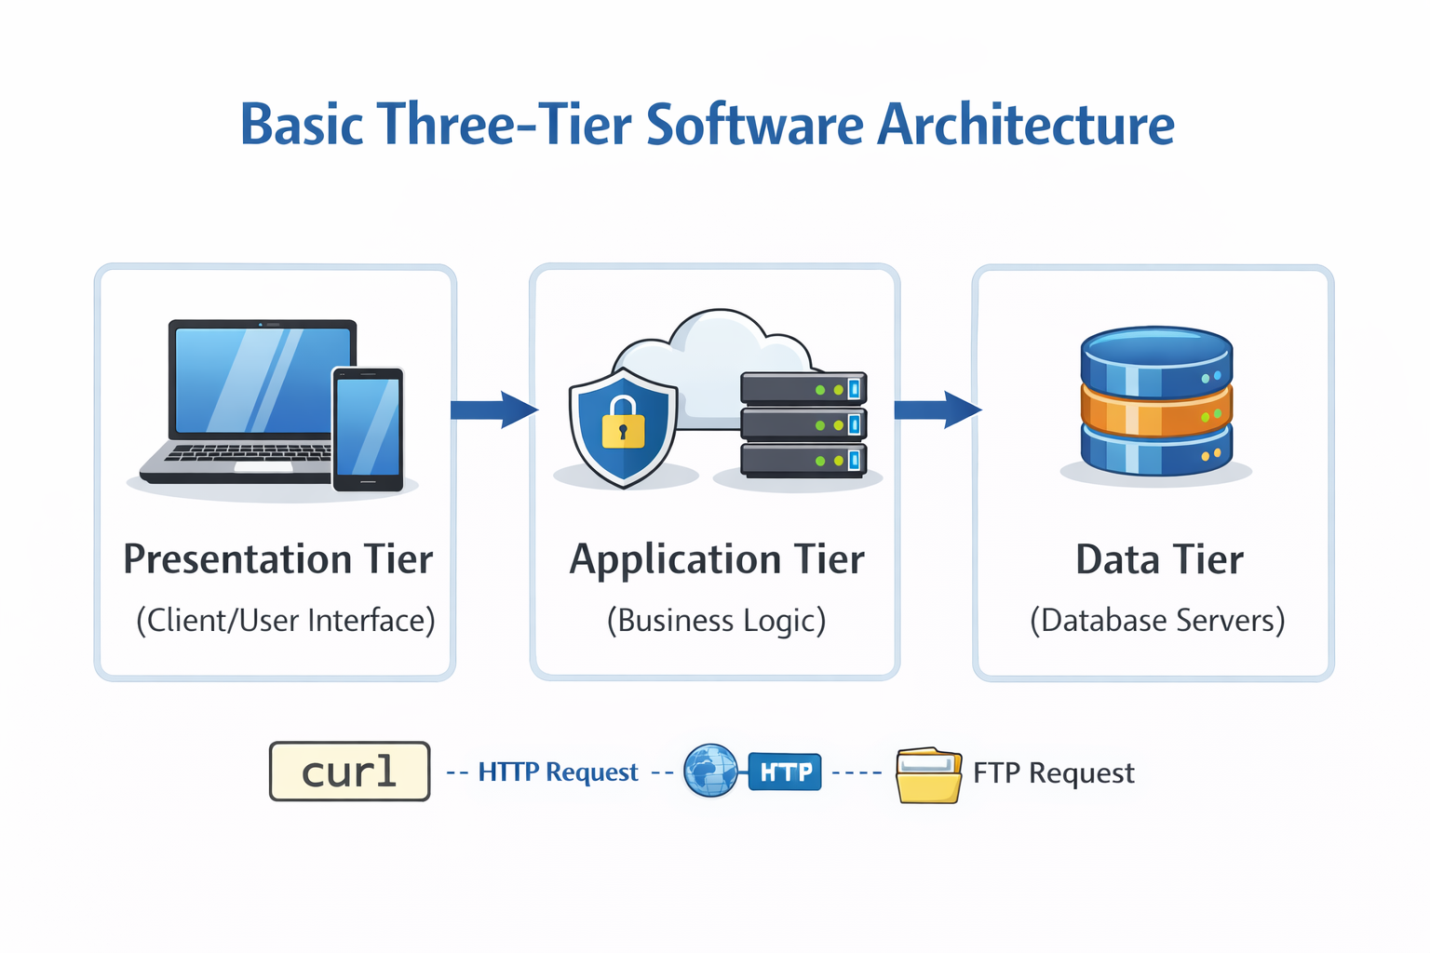 Basic Three-Tier Software Architecture
Presentation Tier
(Client/User Interface)
Application Tier
(Business Logic)
Data Tier
(Database Servers)
curl
HTTP Request
HTP
FTP Request